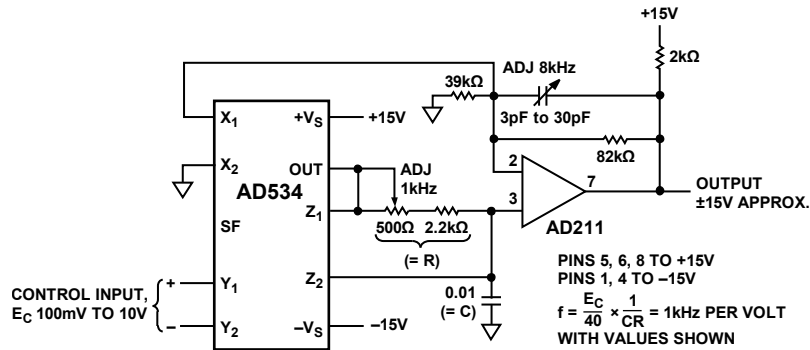 +15V
2kΩ
39kΩ
ADJ 8kHz
3pF to 30pF
82kΩ
X1
+VS
+15V
X2
OUT
ADJ
1kHz
AD534
Z1
500Ω
2.2kΩ
(= R)
SF
2
3
7
AD211
OUTPUT
±15V APPROX.
CONTROL INPUT,
EC 100mV TO 10V
+
–
Y1
Y2
Z2
–VS
–15V
0.01
(= C)
PINS 5, 6, 8 TO +15V
PINS 1, 4 TO –15V
f = EC/40 × 1/CR = 1kHz PER VOLT
WITH VALUES SHOWN